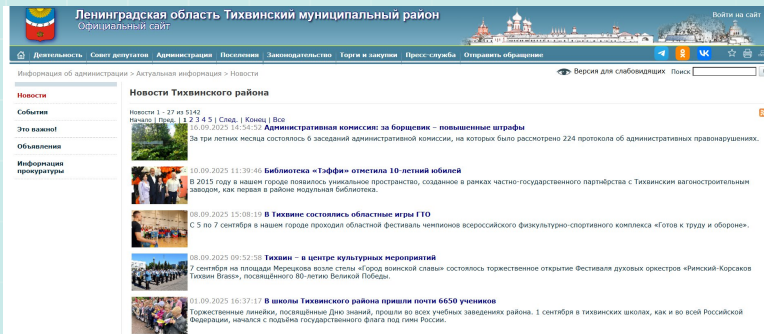 Ленинградская область Тихвинский муниципальный район
Официальный сайт
Войти на сайт
Деятельность Совет депутатов Администрация Поселения Законодательство Торги и закупки Пресс-служба Отправить обращение
Информация об администрации > Актуальная информация > Новости
Версия для слабовидящих Поиск
Новости
События
Это важно!
Объявления
Информация
прокуратуры
Новости Тихвинского района
Новости 1 - 27 из 5142
Начало | Пред. | 1 2 3 4 5 | След. | Конец | Все
16.09.2025 14:54:52 Административная комиссия: за борщевик – повышенные штрафы
За три летних месяца состоялось 6 заседаний административной комиссии, на которых было рассмотрено 224 протокола об административных правонарушениях.
10.09.2025 11:39:46 Библиотека «Тэффи» отметила 10-летний юбилей
В 2015 году в нашем городе появилось уникальное пространство, созданное в рамках частно-государственного партнёрства с Тихвинским вагоностроительным
заводом, как первая в районе модульная библиотека.
08.09.2025 15:08:19 В Тихвине состоялись областные игры ГТО
С 5 по 7 сентября в нашем городе проходил областной фестиваль чемпионов всероссийского физкультурно-спортивного комплекса «Готов к труду и обороне».
08.09.2025 09:52:58 Тихвин – в центре культурных мероприятий
7 сентября на площади Мерецкова возле стелы «Город воинской славы» состоялось торжественное открытие Фестиваля духовых оркестров «Римский-Корсаков
Тихвин Brass», посвящённого 80-летию Великой Победы.
01.09.2025 16:37:17 В школы Тихвинского района пришли почти 6650 учеников
Торжественные линейки, посвящённые Дню знаний, прошли во всех учебных заведениях района. 1 сентября в тихвинских школах, как и во всей Российской
Федерации, начался с подъёма государственного флага под гимн России.